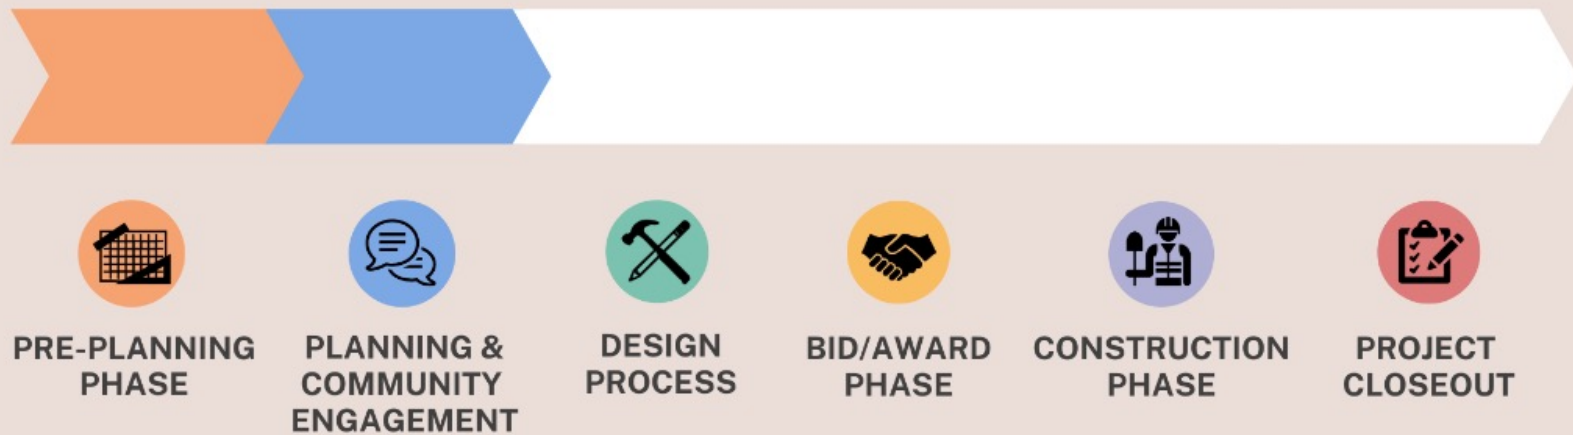 PRE-PLANNING
PHASE
PLANNING &
COMMUNITY
ENGAGEMENT
DESIGN
PROCESS
BID/AWARD
PHASE
CONSTRUCTION
PHASE
PROJECT
CLOSEOUT